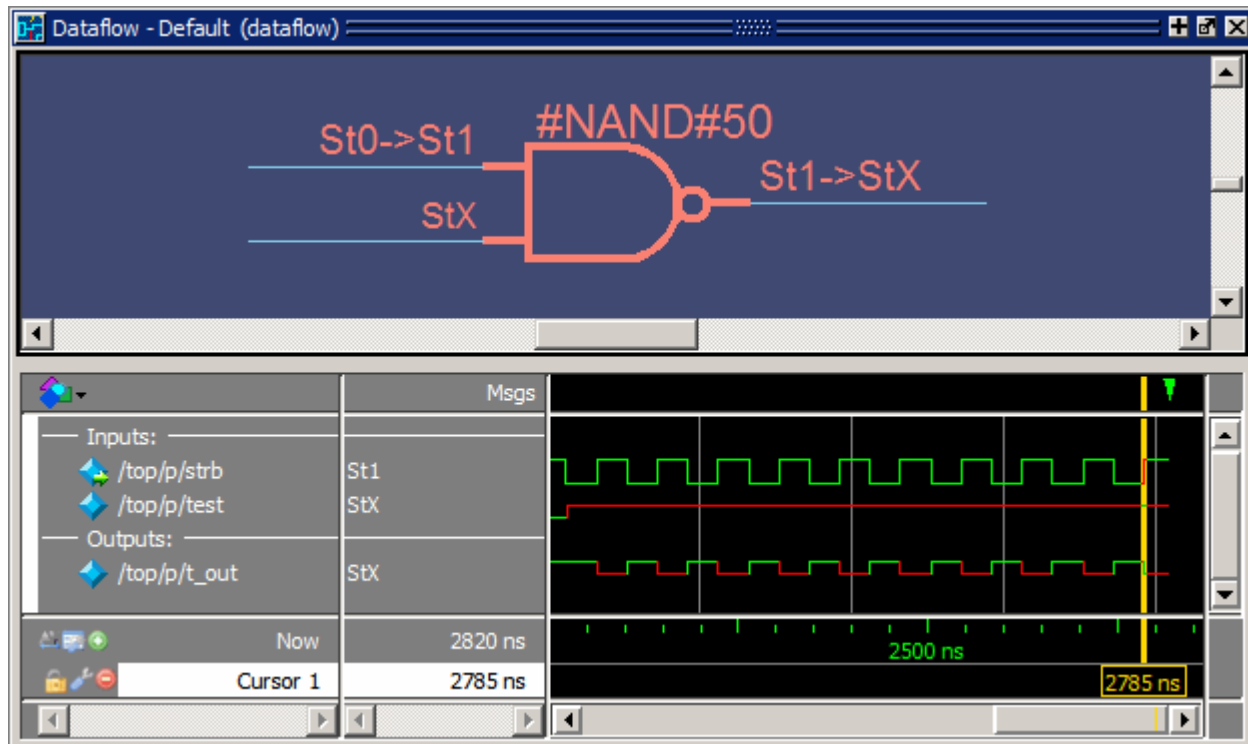 Dataflow - Default (dataflow)
#NAND#50
St0->St1
St1->StX
StX
Msgs
Inputs:
/top/p/strb St1
/top/p/test StX
Outputs:
/top/p/t_out StX
Now 2820 ns 2500 ns
Cursor 1 2785 ns 2785 ns